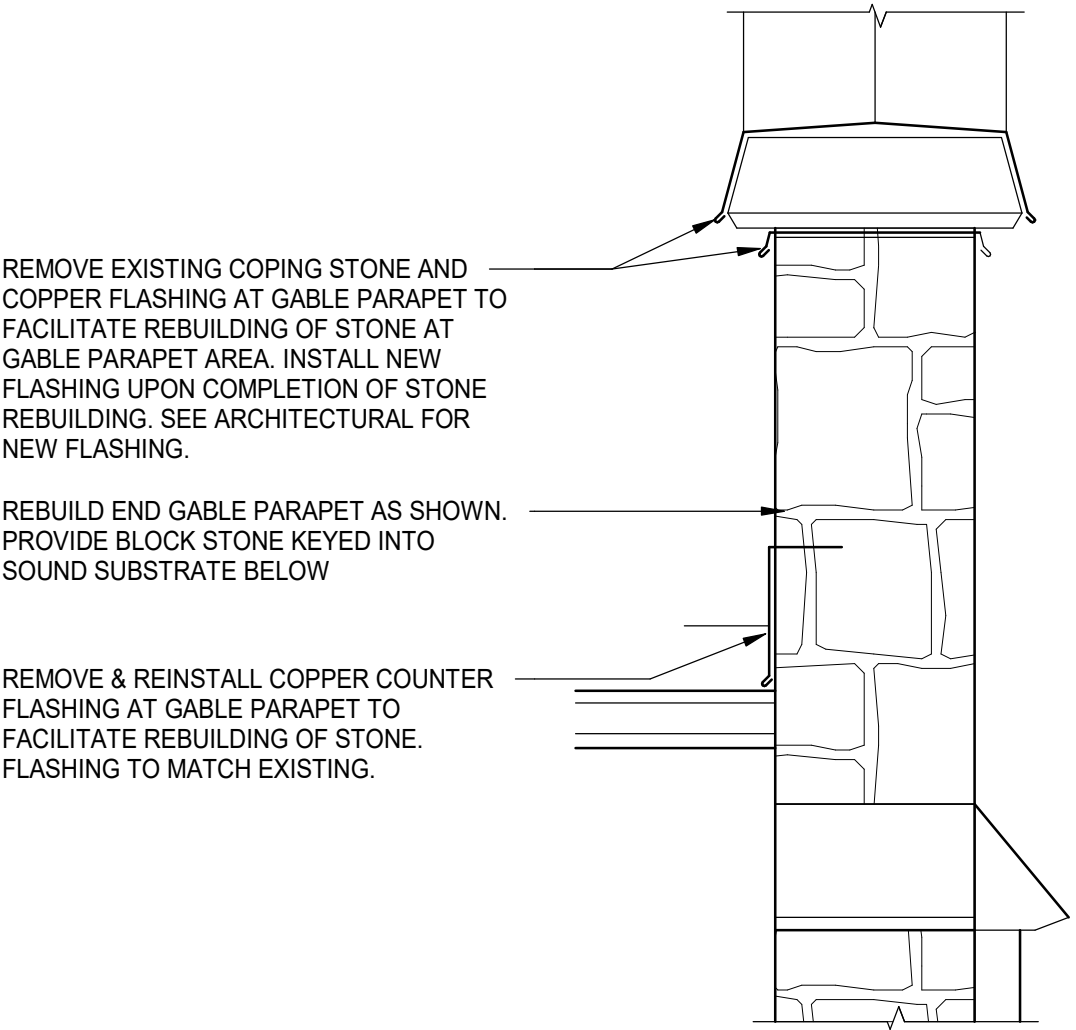 REMOVE EXISTING COPING STONE AND
COPPER FLASHING AT GABLE PARAPET TO
FACILITATE REBUILDING OF STONE AT
GABLE PARAPET AREA. INSTALL NEW
FLASHING UPON COMPLETION OF STONE
REBUILDING. SEE ARCHITECTURAL FOR
NEW FLASHING.
REBUILD END GABLE PARAPET AS SHOWN.
PROVIDE BLOCK STONE KEYED INTO
SOUND SUBSTRATE BELOW
REMOVE & REINSTALL COPPER COUNTER
FLASHING AT GABLE PARAPET TO
FACILITATE REBUILDING OF STONE.
FLASHING TO MATCH EXISTING.